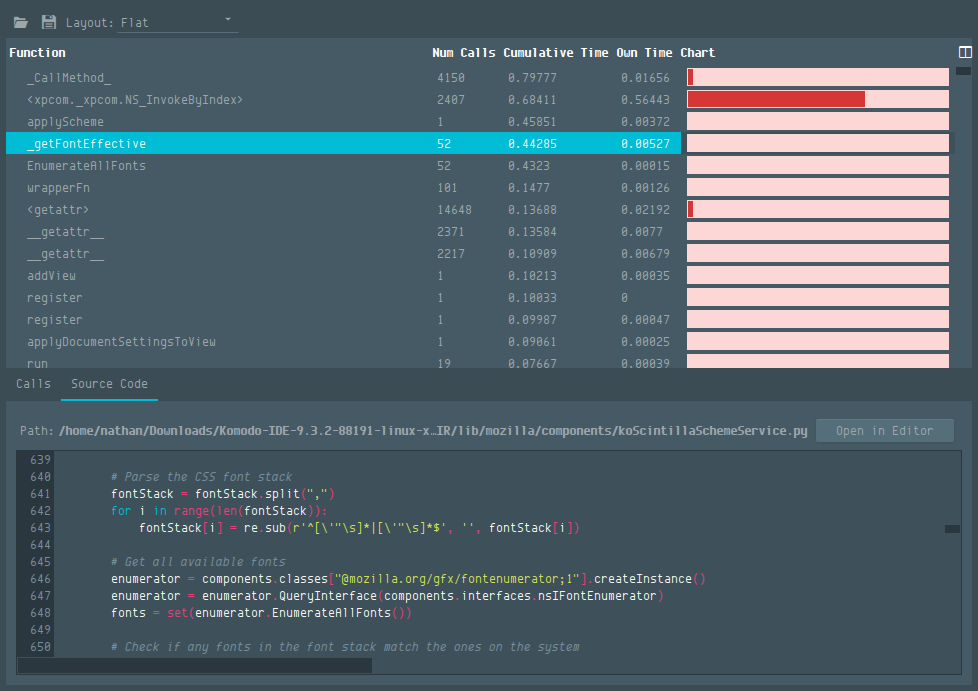 Layout: Flat
Function Num Calls Cumulative Time Own Time Chart
_CallMethod_ 4150 0.79777 0.01656
<xpcom._xpcom.NS_InvokeByIndex> 2407 0.68411 0.56443
applyScheme 1 0.45851 0.00372
_getFontEffective 52 0.44285 0.00527
EnumerateAllFonts 52 0.4323 0.00015
wrapperFn 101 0.1477 0.00126
<getattr> 14648 0.13688 0.02192
__getattr__ 2371 0.13584 0.0077
__getattr__ 2217 0.10909 0.00679
addView 1 0.10213 0.00035
register 1 0.10033 0
register 1 0.09987 0.00047
applyDocumentSettingsToView 1 0.09061 0.00025
run 19 0.07667 0.00039
Calls Source Code
Path: /home/nathan/Downloads/Komodo-IDE-9.3.2-88191-linux-x…IR/lib/mozilla/components/koScintillaSchemeService.py Open in Editor
639
640 # Parse the CSS font stack
641 fontStack = fontStack.split(",")
642 for i in range(len(fontStack)):
643 fontStack[i] = re.sub(r'^[\'"\s]*|[\'"\s]*$', '', fontStack[i])
644
645 # Get all available fonts
646 enumerator = components.classes["@mozilla.org/gfx/fontenumerator;1"].createInstance()
647 enumerator = enumerator.QueryInterface(components.interfaces.nsIFontEnumerator)
648 fonts = set(enumerator.EnumerateAllFonts())
649
650 # Check if any fonts in the font stack match the ones on the system